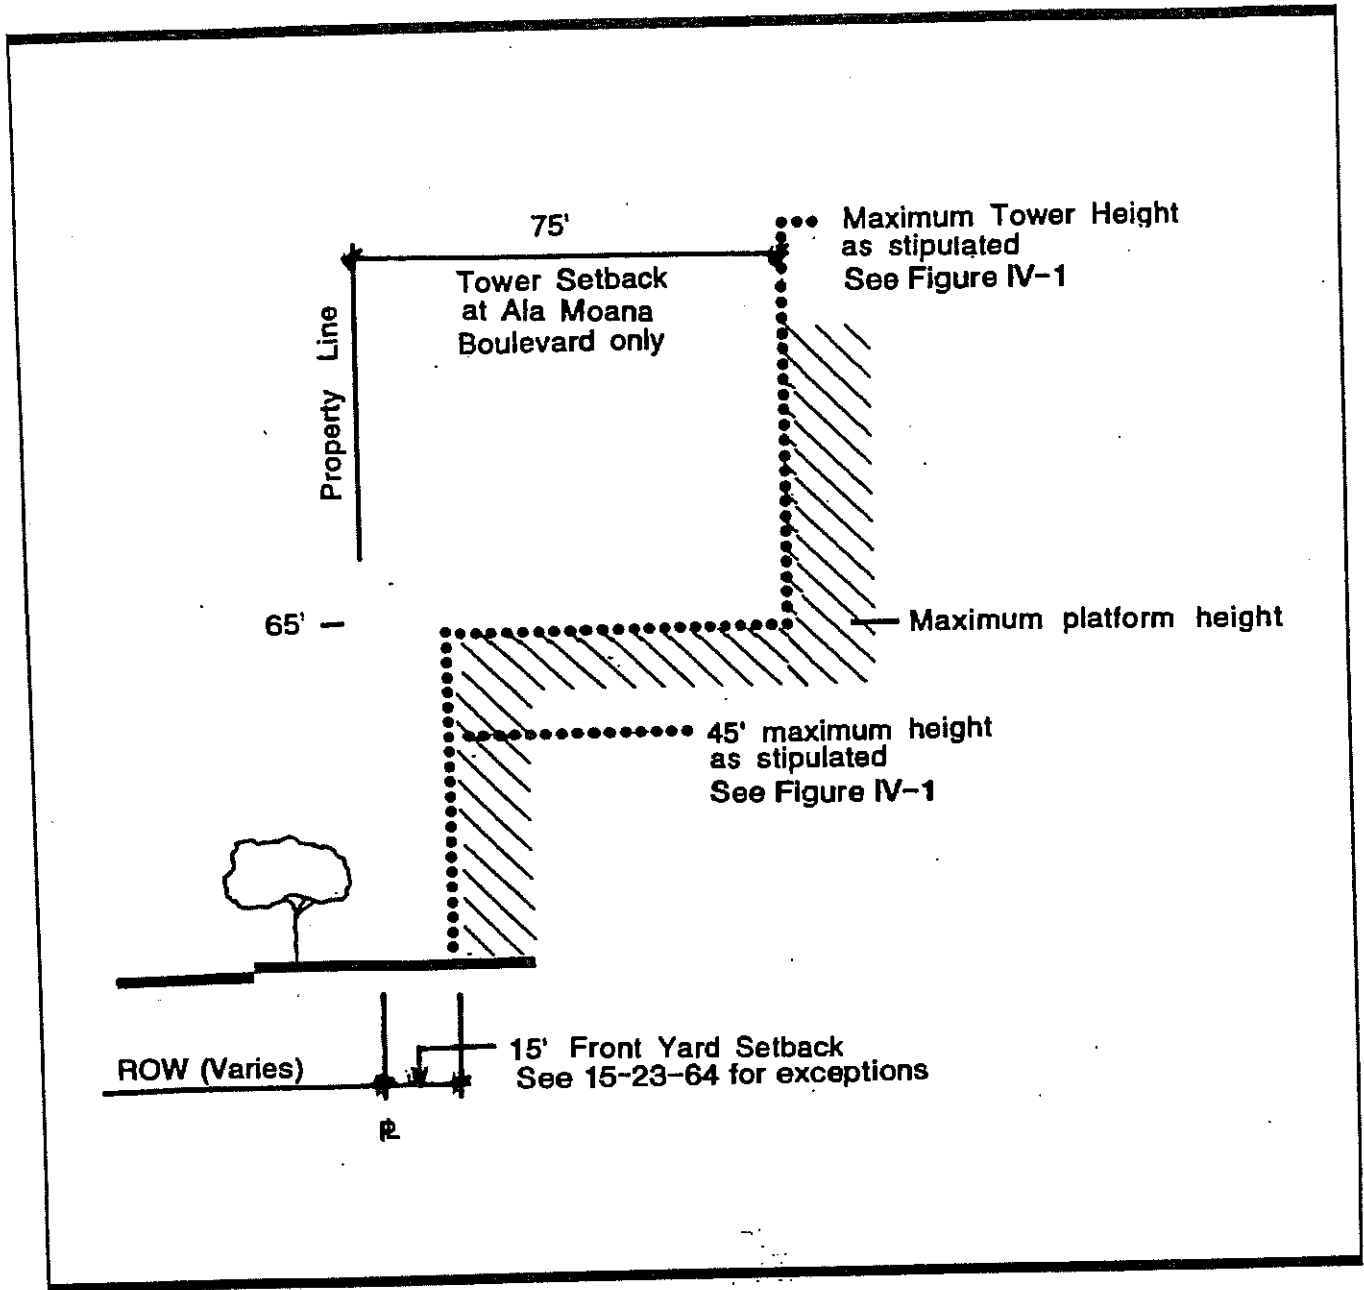 75'
Tower Setback
at Ala Moana
Boulevard only
Maximum Tower Height
as stipulated
See Figure IV-1
Property Line
65'
Maximum platform height
45' maximum height
as stipulated
See Figure IV-1
ROW (Varies)
15' Front Yard Setback
See 15-23-64 for exceptions
PL